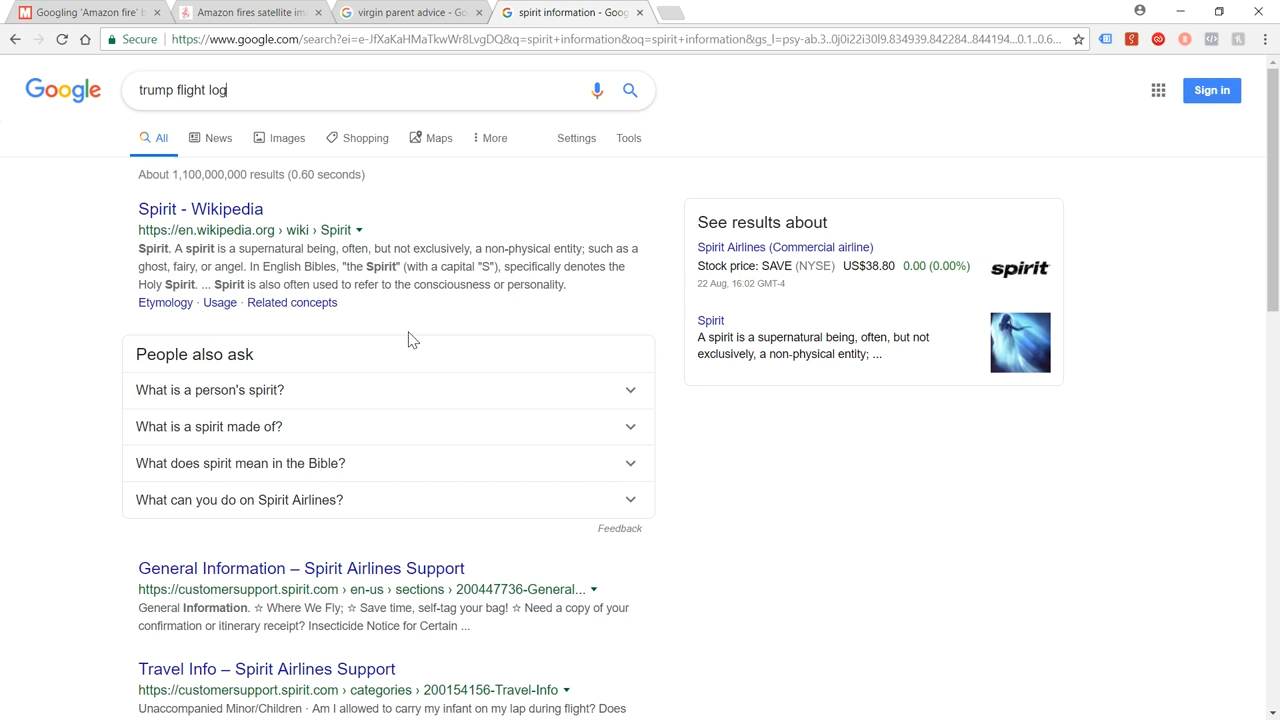 Googling 'Amazon fire' b
Amazon fires satellite im
virgin parent advice - Go
spirit information - Goog
Secure https://www.google.com/search?ei=e-JfXaKaHMaTkwWr8LvgDQ&q=spirit+information&oq=spirit+information&gs_l=psy-ab.3..0j0i22i30l9.834939.842284..844194...0.1..0.6...
Google
trump flight log
Sign in
All News Images Shopping Maps More Settings Tools
About 1,100,000,000 results (0.60 seconds)
Spirit - Wikipedia
https://en.wikipedia.org › wiki › Spirit
Spirit. A spirit is a supernatural being, often, but not exclusively, a non-physical entity; such as a
ghost, fairy, or angel. In English Bibles, "the Spirit" (with a capital "S"), specifically denotes the
Holy Spirit. ... Spirit is also often used to refer to the consciousness or personality.
Etymology · Usage · Related concepts
See results about
Spirit Airlines (Commercial airline)
Stock price: SAVE (NYSE) US$38.80 0.00 (0.00%)
22 Aug, 16:02 GMT-4
spirit
Spirit
A spirit is a supernatural being, often, but not
exclusively, a non-physical entity; ...
People also ask
What is a person's spirit?
What is a spirit made of?
What does spirit mean in the Bible?
What can you do on Spirit Airlines?
Feedback
General Information – Spirit Airlines Support
https://customersupport.spirit.com › en-us › sections › 200447736-General...
General Information. ☆ Where We Fly; ☆ Save time, self-tag your bag! ☆ Need a copy of your
confirmation or itinerary receipt? Insecticide Notice for Certain ...
Travel Info – Spirit Airlines Support
https://customersupport.spirit.com › categories › 200154156-Travel-Info
Unaccompanied Minor/Children · Am I allowed to carry my infant on my lap during flight? Does